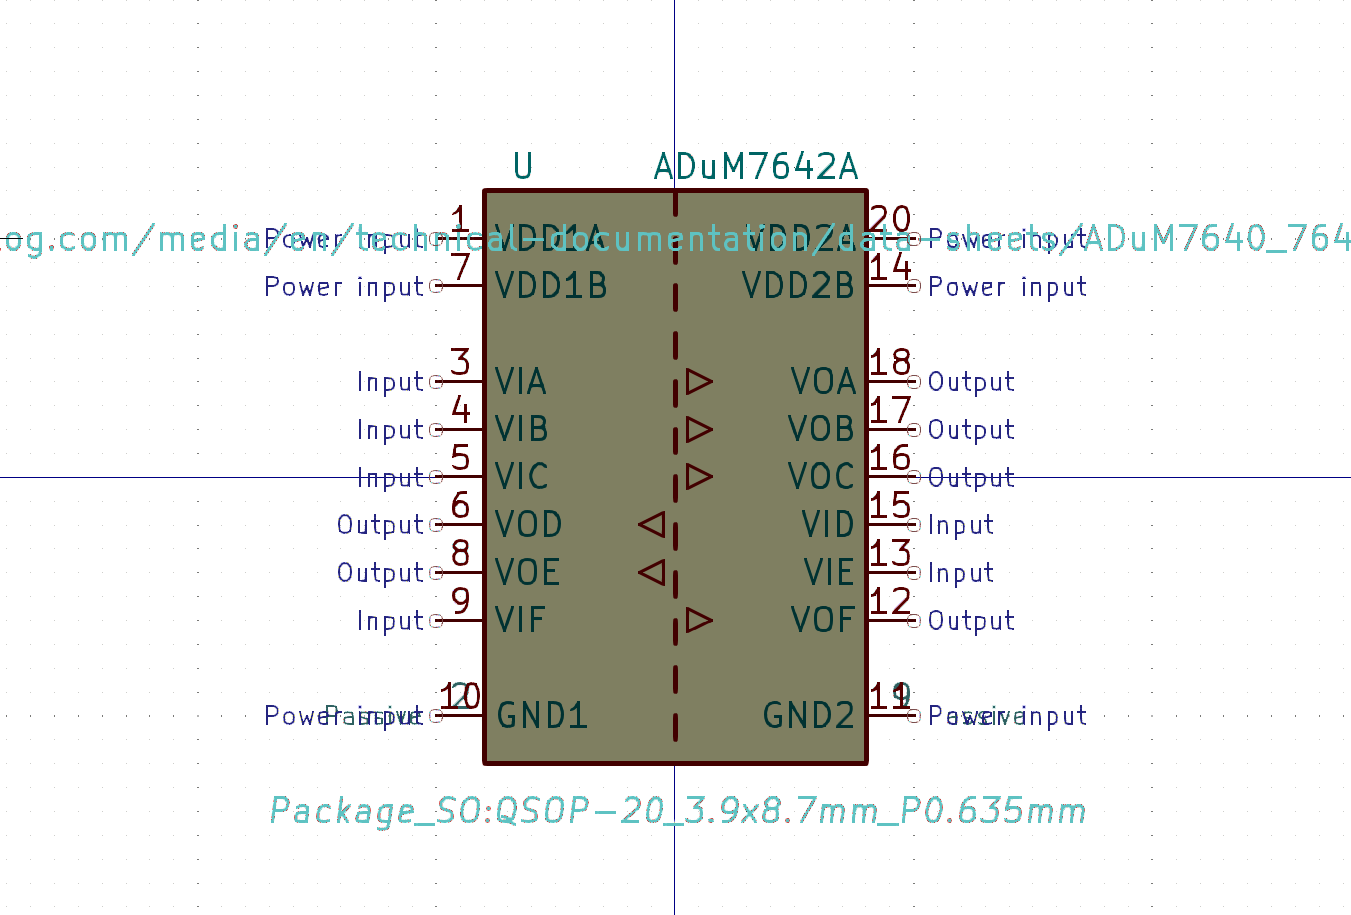 U ADuM7642A
1 20
og.com/media/en/technical-documentation/data-sheets/ADuM7640_764
Power input VDD1A VDD2A Power input
7 14
Power input VDD1B VDD2B Power input
3 18
Input VIA VOA Output
4 17
Input VIB VOB Output
5 16
Input VIC VOC Output
6 15
Output VOD VID Input
8 13
Output VOE VIE Input
9 12
Input VIF VOF Output
2 10 11 9
Power input Passive GND1 GND2 Power input Passive
Package_SO:QSOP-20_3.9x8.7mm_P0.635mm